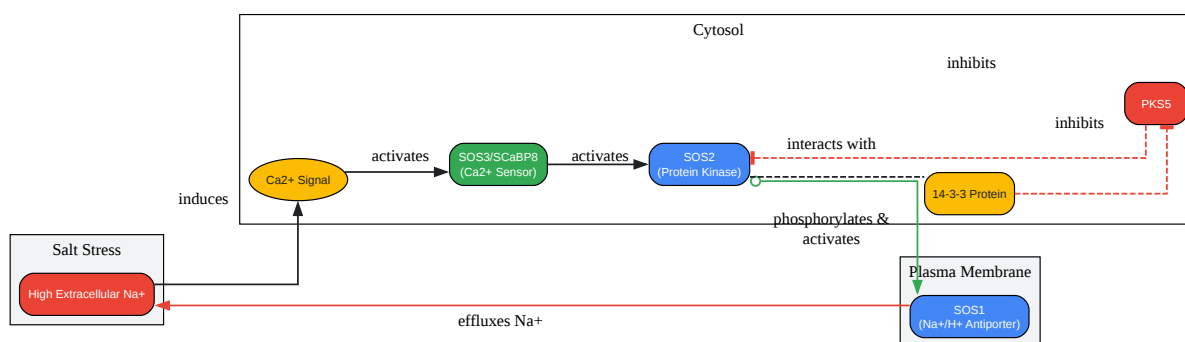 Cytosol
inhibits
PKS5
inhibits
interacts with
activates
SOS3/SCaBP8
(Ca2+ Sensor)
activates
SOS2
(Protein Kinase)
Ca2+ Signal
14-3-3 Protein
induces
phosphorylates &
activates
Salt Stress
High Extracellular Na+
Plasma Membrane
SOS1
(Na+/H+ Antiporter)
effluxes Na+